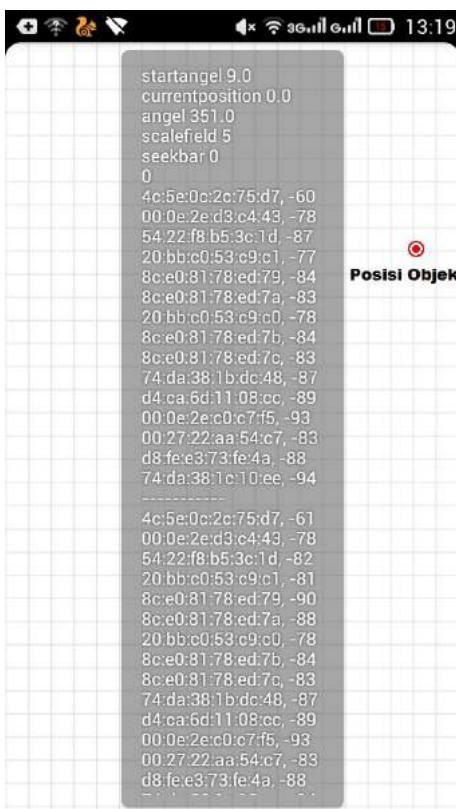 3G G 15 13:19
startangel 9.0
currentposition 0.0
angel 351.0
scalefield 5
seekbar 0
0
4c:5e:0c:2c:75:d7, -60
00:0e:2e:d3:c4:43, -78
54:22:f8:b5:3c:1d, -87
20:bb:c0:53:c9:c1, -77
8c:e0:81:78:ed:79, -84
8c:e0:81:78:ed:7a, -83
20:bb:c0:53:c9:c0, -78
8c:e0:81:78:ed:7b, -84
8c:e0:81:78:ed:7c, -83
74:da:38:1b:dc:48, -87
d4:ca:6d:11:08:cc, -89
00:0e:2e:c0:c7:f5, -93
00:27:22:aa:54:c7, -83
d8:fe:e3:73:fe:4a, -88
74:da:38:1c:10:ee, -94
-----------
4c:5e:0c:2c:75:d7, -61
00:0e:2e:d3:c4:43, -78
54:22:f8:b5:3c:1d, -82
20:bb:c0:53:c9:c1, -81
8c:e0:81:78:ed:79, -90
8c:e0:81:78:ed:7a, -88
20:bb:c0:53:c9:c0, -78
8c:e0:81:78:ed:7b, -84
8c:e0:81:78:ed:7c, -83
74:da:38:1b:dc:48, -87
d4:ca:6d:11:08:cc, -89
00:0e:2e:c0:c7:f5, -93
00:27:22:aa:54:c7, -83
d8:fe:e3:73:fe:4a, -88
Posisi Objek